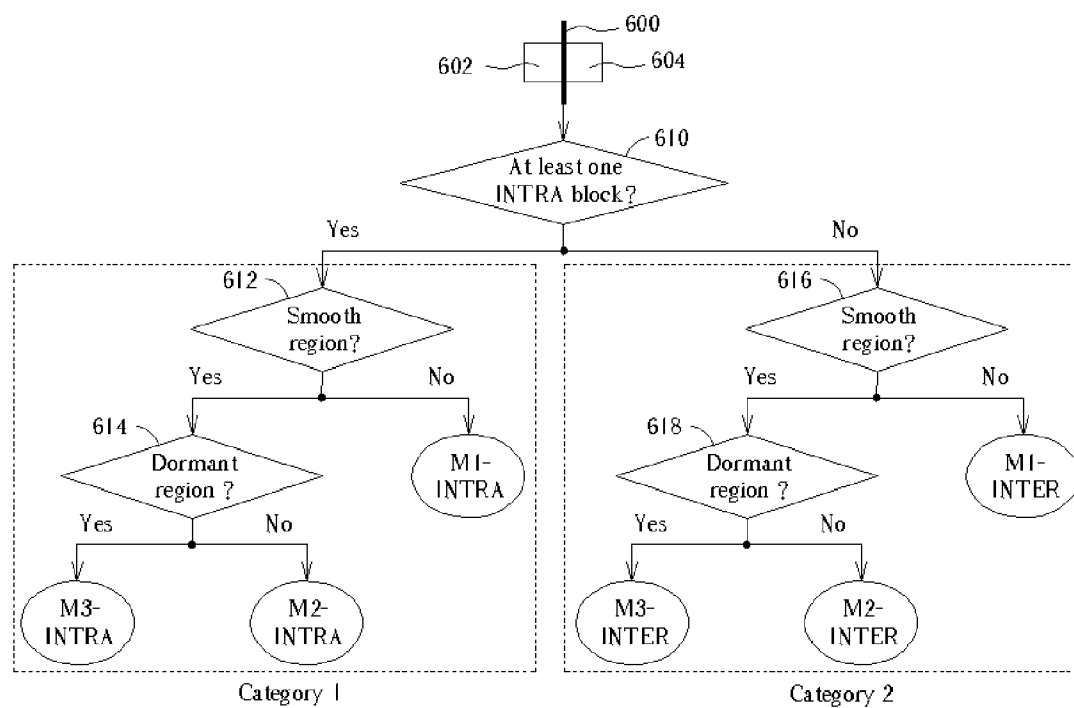 600
602
604
610
At least one
INTRA block?
Yes
No
612
Smooth
region?
616
Smooth
region?
Yes
No
Yes
No
614
Dormant
region ?
M1-
INTRA
618
Dormant
region ?
M1-
INTER
Yes
No
Yes
No
M3-
INTRA
M2-
INTRA
M3-
INTER
M2-
INTER
Category 1
Category 2